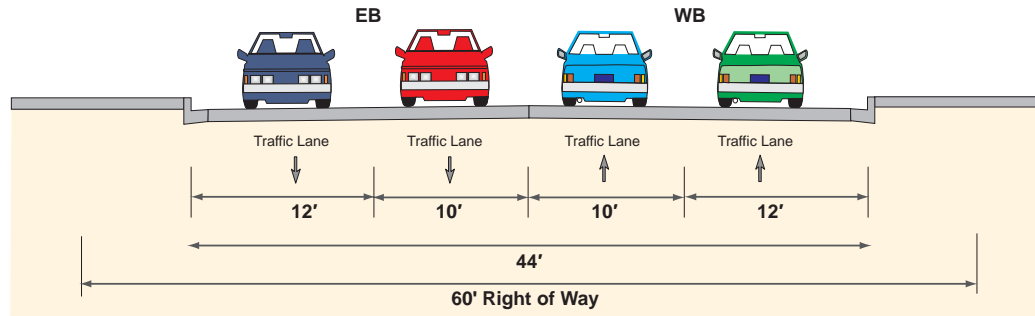 EB WB
Traffic Lane Traffic Lane Traffic Lane Traffic Lane
12′ 10′ 10′ 12′
44′
60' Right of Way